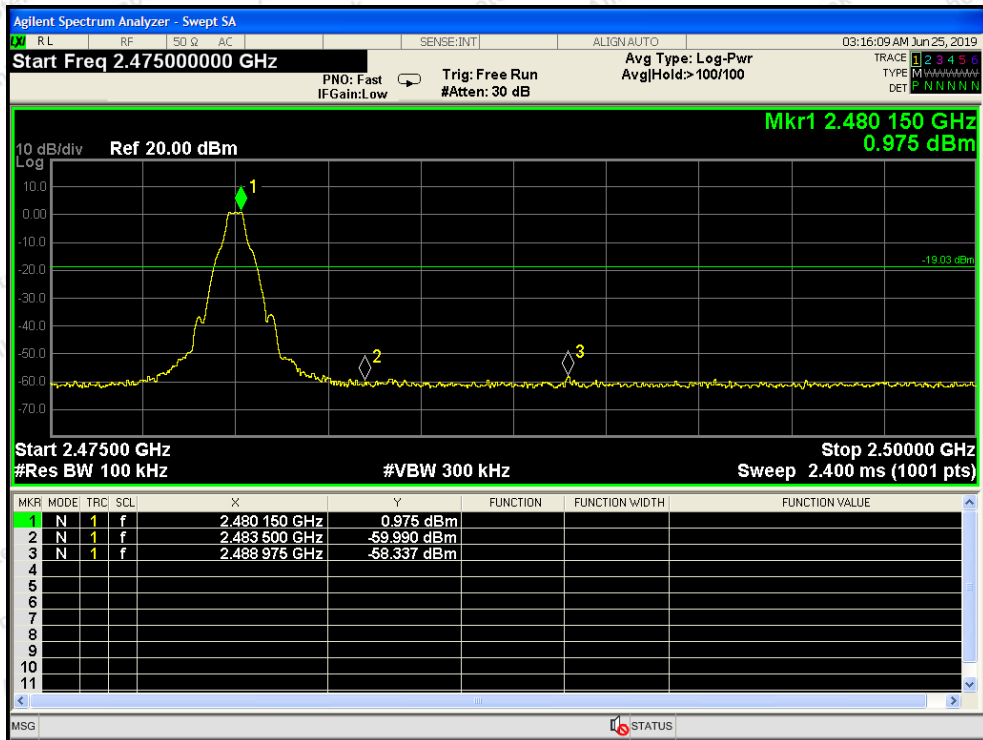 Agilent Spectrum Analyzer - Swept SA
LXI RL RF 50 Ω AC SENSE:INT ALIGN AUTO 03:16:09 AM Jun 25, 2019
Start Freq 2.475000000 GHz
PNO: Fast
IFGain:Low
Trig: Free Run
#Atten: 30 dB
Avg Type: Log-Pwr
Avg|Hold:>100/100
TRACE 1 2 3 4 5 6
TYPE M WWWWW
DET P N N N N N
Mkr1 2.480 150 GHz
0.975 dBm
10 dB/div Ref 20.00 dBm
Log
10.0
0.00
-10.0
-20.0
-30.0
-40.0
-50.0
-60.0
-70.0
1
2
3
-19.03 dBm
Start 2.47500 GHz Stop 2.50000 GHz
#Res BW 100 kHz #VBW 300 kHz Sweep 2.400 ms (1001 pts)
MKR MODE TRC SCL X Y FUNCTION FUNCTION WIDTH FUNCTION VALUE
1 N 1 f 2.480 150 GHz 0.975 dBm
2 N 1 f 2.483 500 GHz -59.990 dBm
3 N 1 f 2.488 975 GHz -58.337 dBm
4
5
6
7
8
9
10
11
MSG STATUS